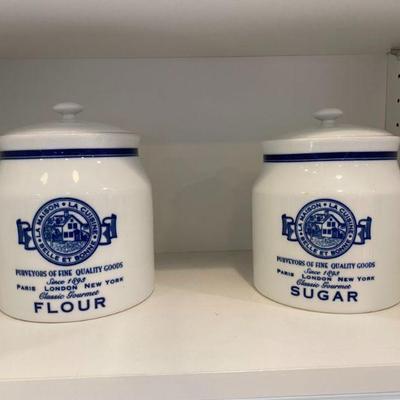 LA MAISON • LA CUISINE
BELLE ET BONNE
PURVEYORS OF FINE QUALITY GOODS
Since 1898
PARIS LONDON NEW YORK
Classic Gourmet
FLOUR
LA MAISON • LA CUISINE
BELLE ET BONNE
PURVEYORS OF FINE QUALITY GOODS
Since 1898
PARIS LONDON NEW YORK
Classic Gourmet
SUGAR